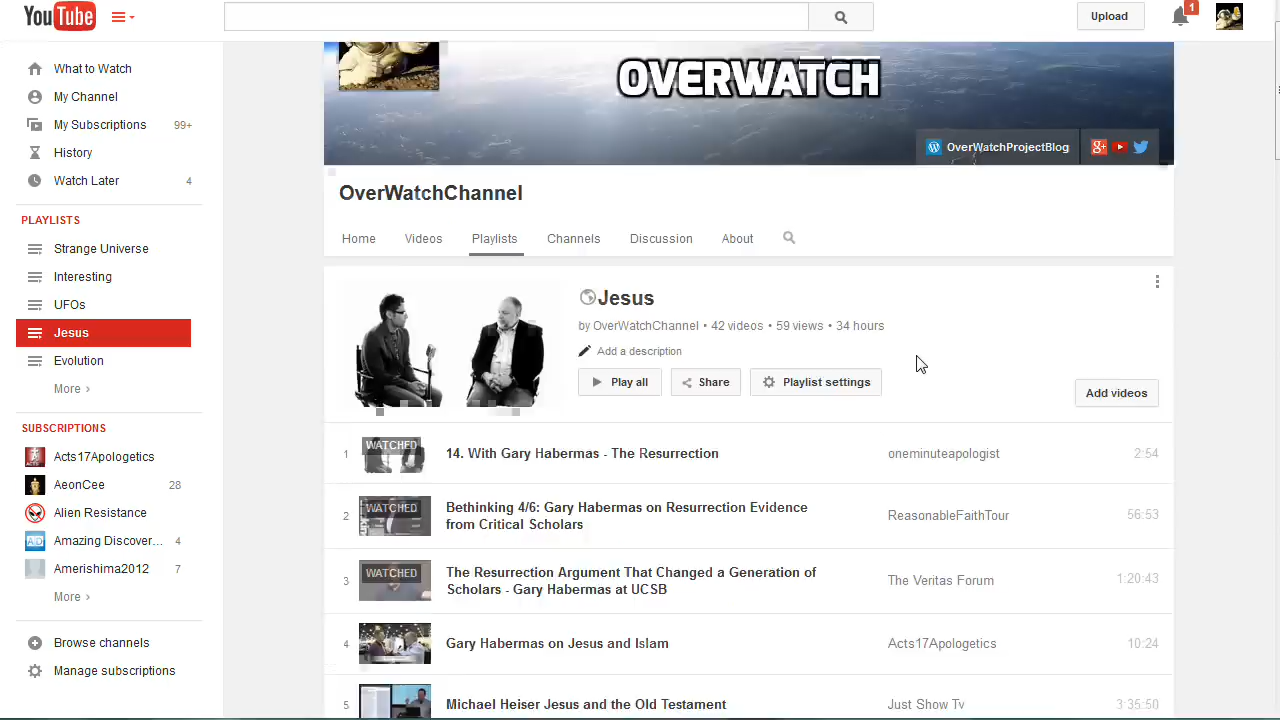 YouTube
Upload
1
What to Watch
My Channel
My Subscriptions 99+
History
Watch Later 4
PLAYLISTS
Strange Universe
Interesting
UFOs
Jesus
Evolution
More ›
SUBSCRIPTIONS
Acts17Apologetics
AeonCee 28
Alien Resistance
Amazing Discover... 4
Amerishima2012 7
More ›
Browse channels
Manage subscriptions
OVERWATCH
OverWatchProjectBlog
OverWatchChannel
Home Videos Playlists Channels Discussion About
Jesus
by OverWatchChannel • 42 videos • 59 views • 34 hours
Add a description
Play all Share Playlist settings
Add videos
1 WATCHED 14. With Gary Habermas - The Resurrection oneminuteapologist 2:54
2 WATCHED Bethinking 4/6: Gary Habermas on Resurrection Evidence
from Critical Scholars ReasonableFaithTour 56:53
3 WATCHED The Resurrection Argument That Changed a Generation of
Scholars - Gary Habermas at UCSB The Veritas Forum 1:20:43
4 Gary Habermas on Jesus and Islam Acts17Apologetics 10:24
5 Michael Heiser Jesus and the Old Testament Just Show Tv 3:35:50